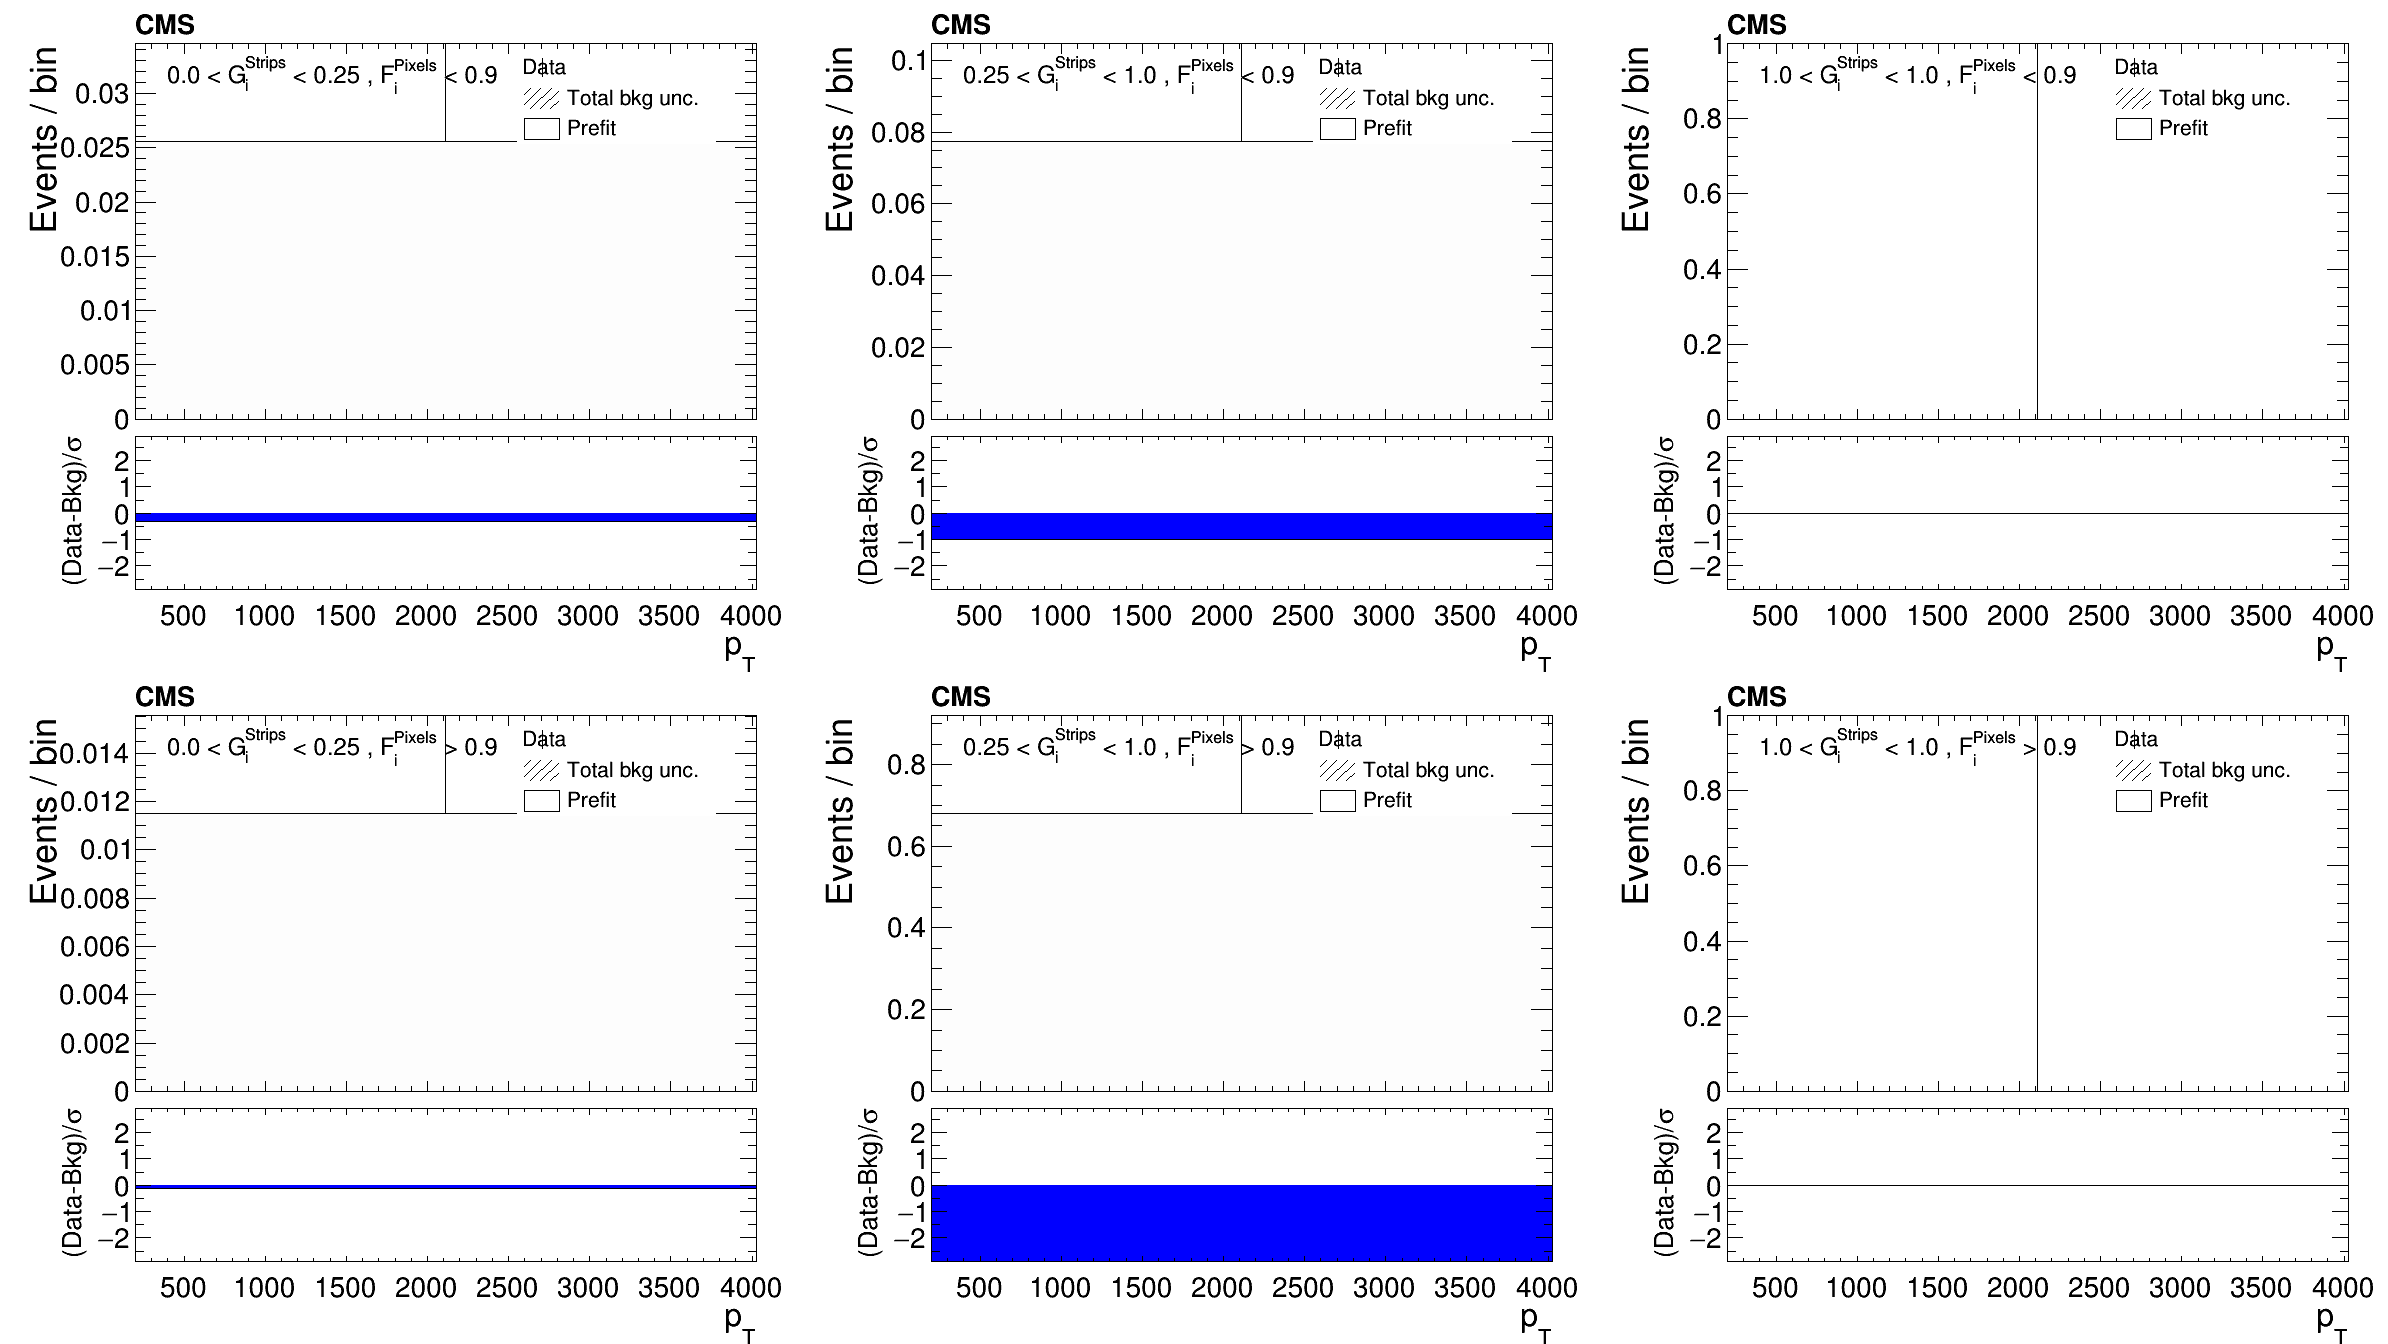 CMS
Events / bin
0.0 < G_i^Strips < 0.25 , F_i^Pixels < 0.9
Data
Total bkg unc.
Prefit
0.03
0.025
0.02
0.015
0.01
0.005
0
(Data-Bkg)/σ
2
1
0
−1
−2
500 1000 1500 2000 2500 3000 3500 4000
p_T
CMS
Events / bin
0.25 < G_i^Strips < 1.0 , F_i^Pixels < 0.9
Data
Total bkg unc.
Prefit
0.1
0.08
0.06
0.04
0.02
0
(Data-Bkg)/σ
2
1
0
−1
−2
500 1000 1500 2000 2500 3000 3500 4000
p_T
CMS
Events / bin
1.0 < G_i^Strips < 1.0 , F_i^Pixels < 0.9
Data
Total bkg unc.
Prefit
1
0.8
0.6
0.4
0.2
0
(Data-Bkg)/σ
2
1
0
−1
−2
500 1000 1500 2000 2500 3000 3500 4000
p_T
CMS
Events / bin
0.0 < G_i^Strips < 0.25 , F_i^Pixels > 0.9
Data
Total bkg unc.
Prefit
0.014
0.012
0.01
0.008
0.006
0.004
0.002
0
(Data-Bkg)/σ
2
1
0
−1
−2
500 1000 1500 2000 2500 3000 3500 4000
p_T
CMS
Events / bin
0.25 < G_i^Strips < 1.0 , F_i^Pixels > 0.9
Data
Total bkg unc.
Prefit
0.8
0.6
0.4
0.2
0
(Data-Bkg)/σ
2
1
0
−1
−2
500 1000 1500 2000 2500 3000 3500 4000
p_T
CMS
Events / bin
1.0 < G_i^Strips < 1.0 , F_i^Pixels > 0.9
Data
Total bkg unc.
Prefit
1
0.8
0.6
0.4
0.2
0
(Data-Bkg)/σ
2
1
0
−1
−2
500 1000 1500 2000 2500 3000 3500 4000
p_T